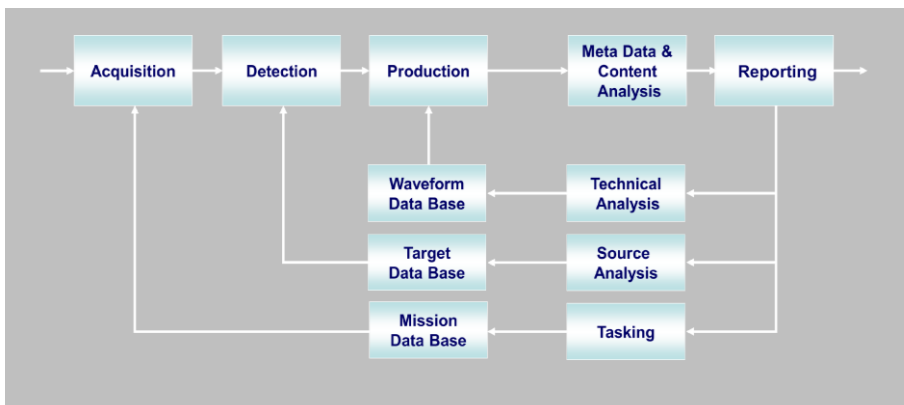 Acquisition
Detection
Production
Meta Data &
Content
Analysis
Reporting
Waveform
Data Base
Technical
Analysis
Target
Data Base
Source
Analysis
Mission
Data Base
Tasking